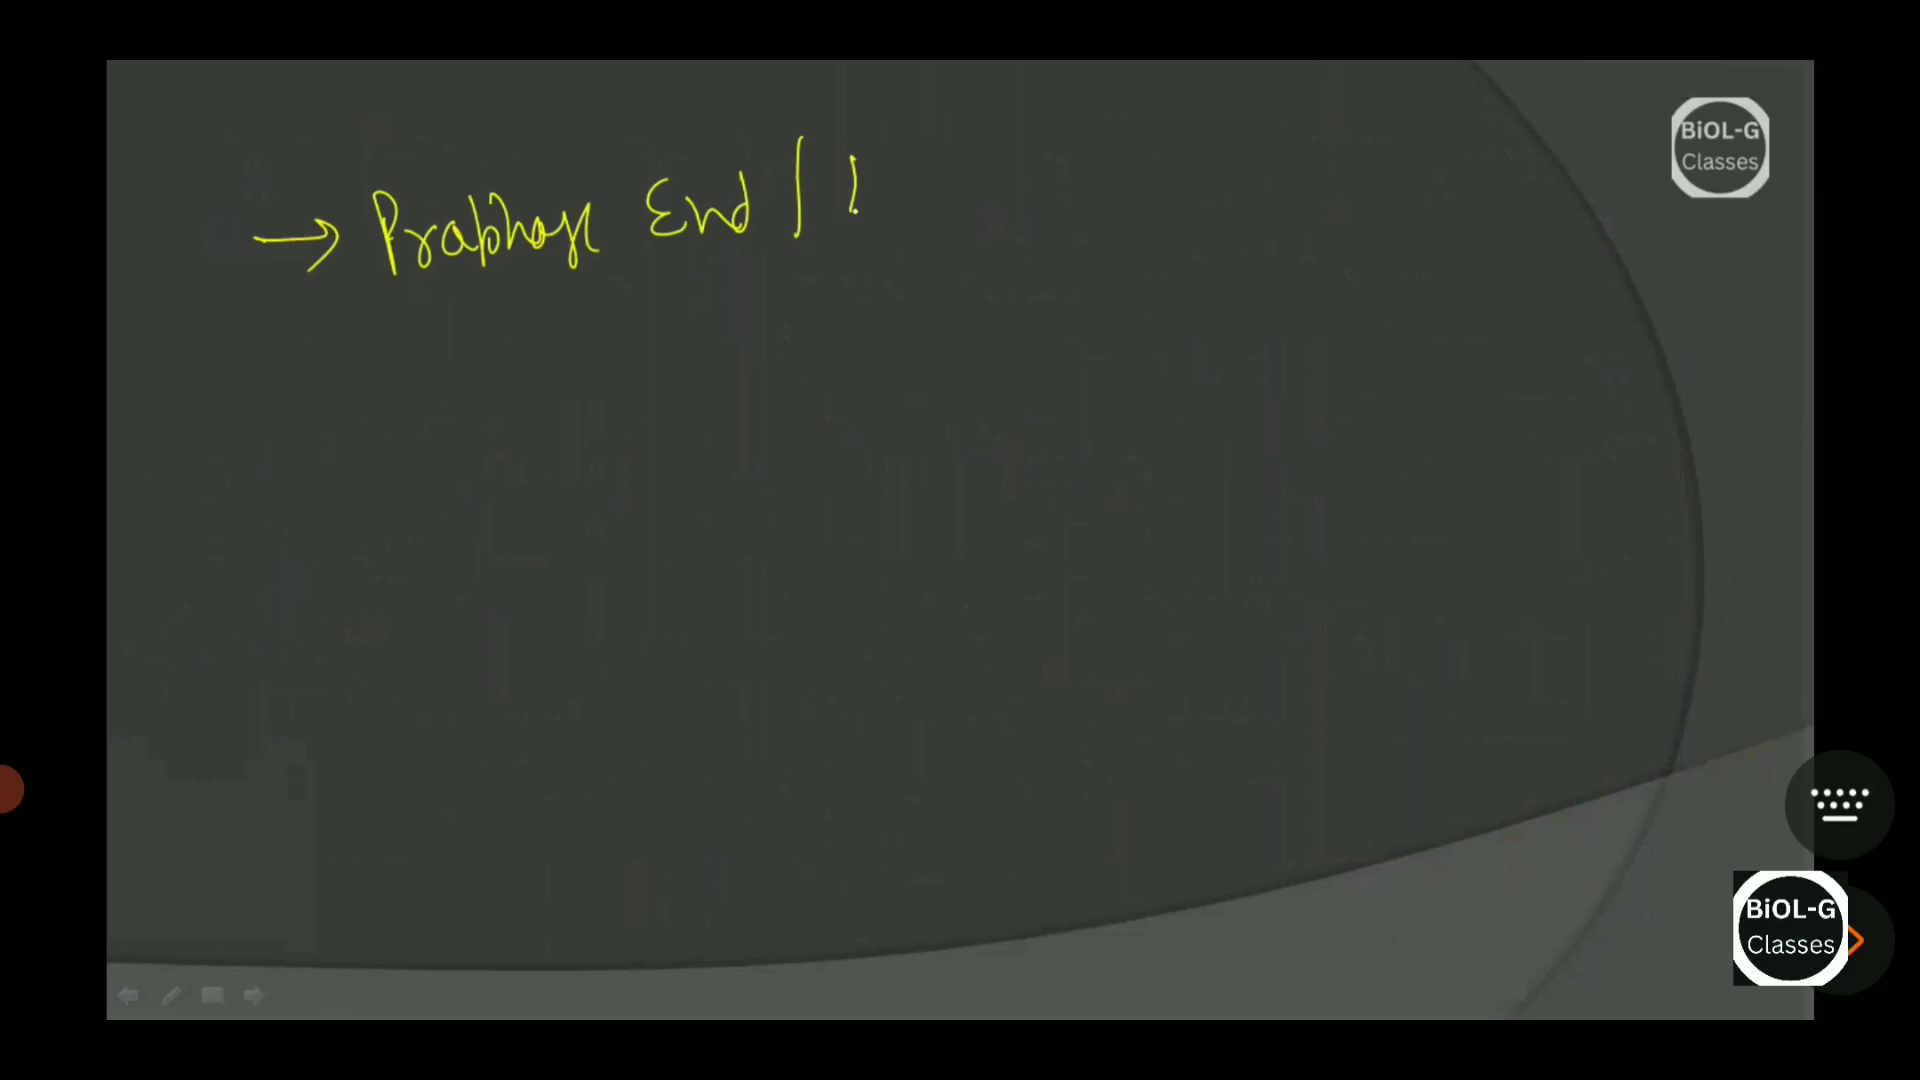 → Prophase End / !
BiOL-G
Classes
BiOL-G
Classes